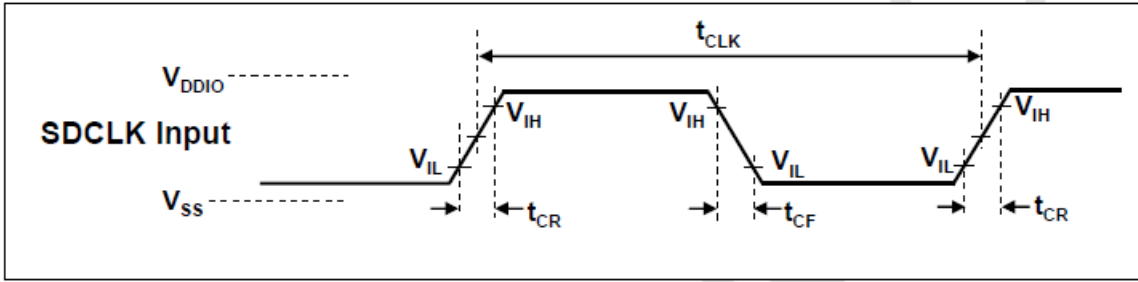 tCLK
VDDIO
VIH
VIH
VIH
SDCLK Input
VIL
VIL
VIL
VSS
tCR
tCF
tCR